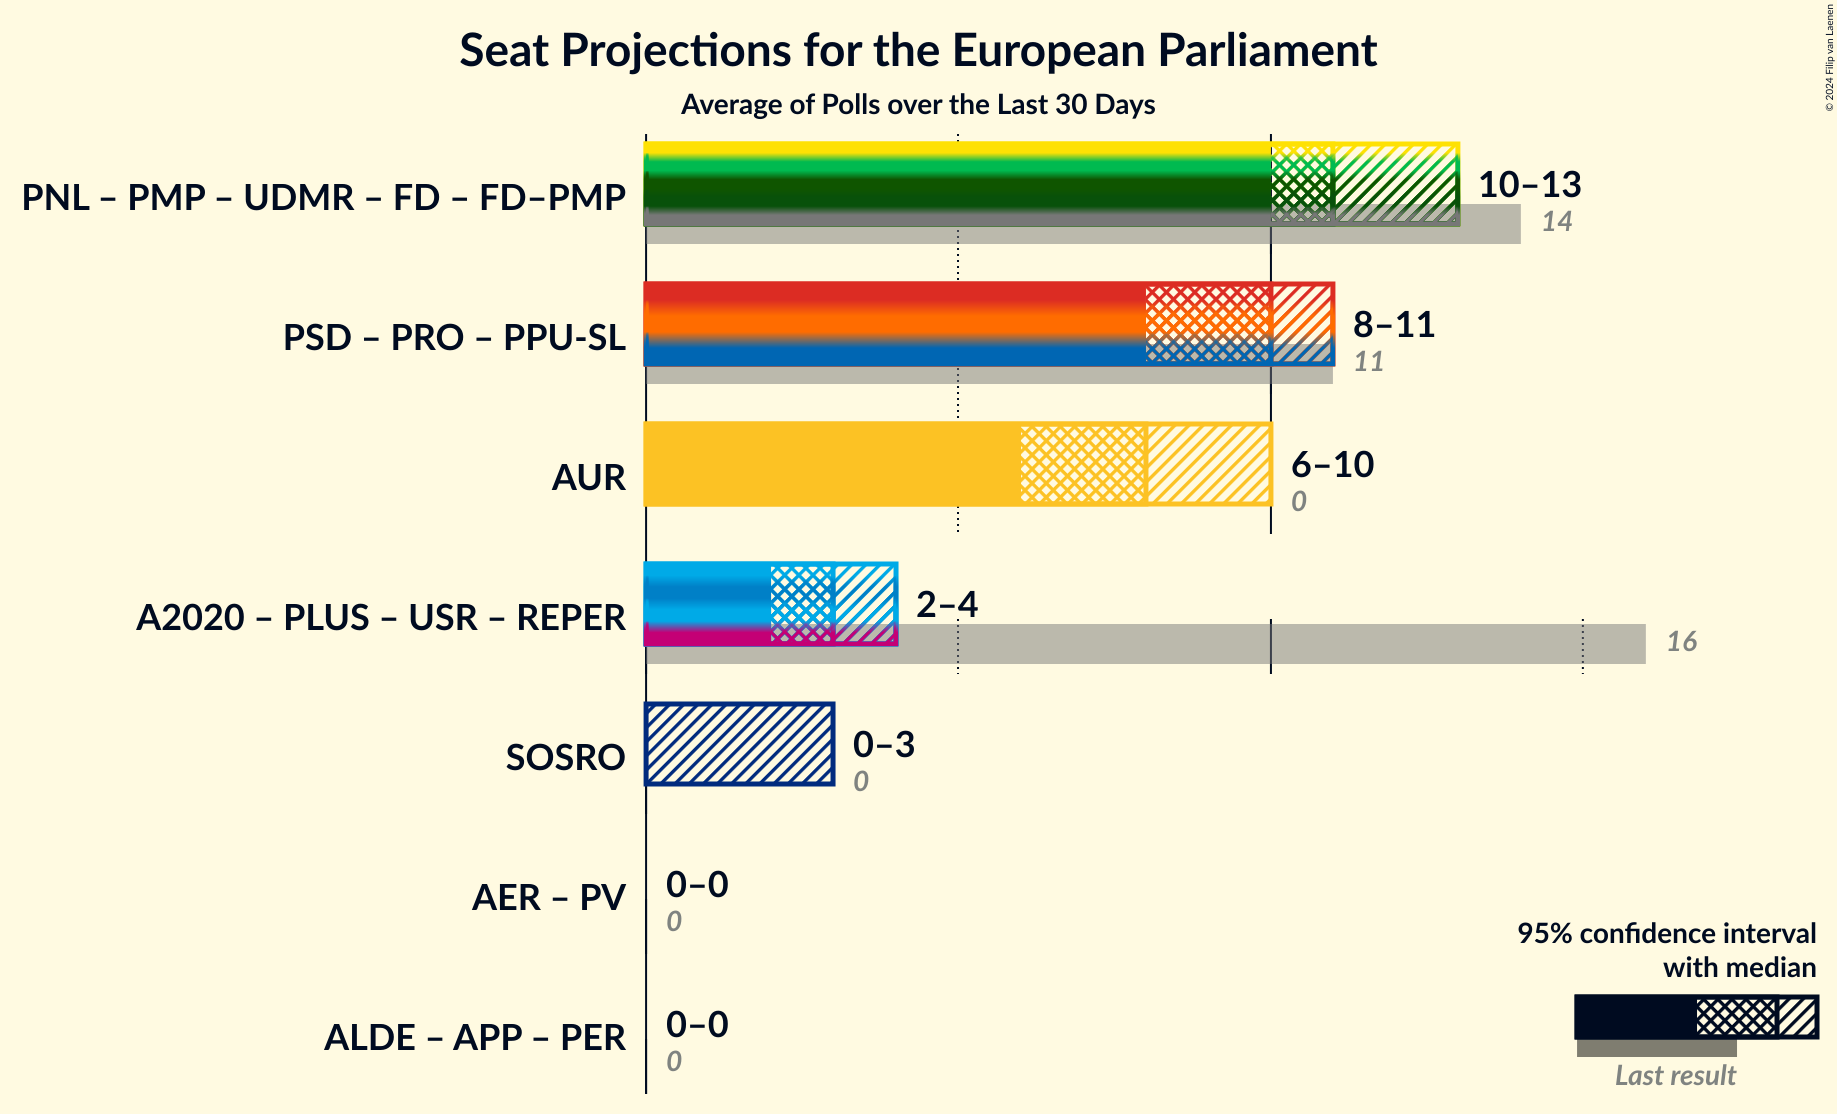 Seat Projections for the European Parliament
Average of Polls over the Last 30 Days
© 2024 Filip van Laenen
PNL – PMP – UDMR – FD – FD–PMP
10–13
14
PSD – PRO – PPU-SL
8–11
11
AUR
6–10
0
A2020 – PLUS – USR – REPER
2–4
16
SOSRO
0–3
0
AER – PV
0–0
0
ALDE – APP – PER
0–0
0
95% confidence interval
with median
Last result